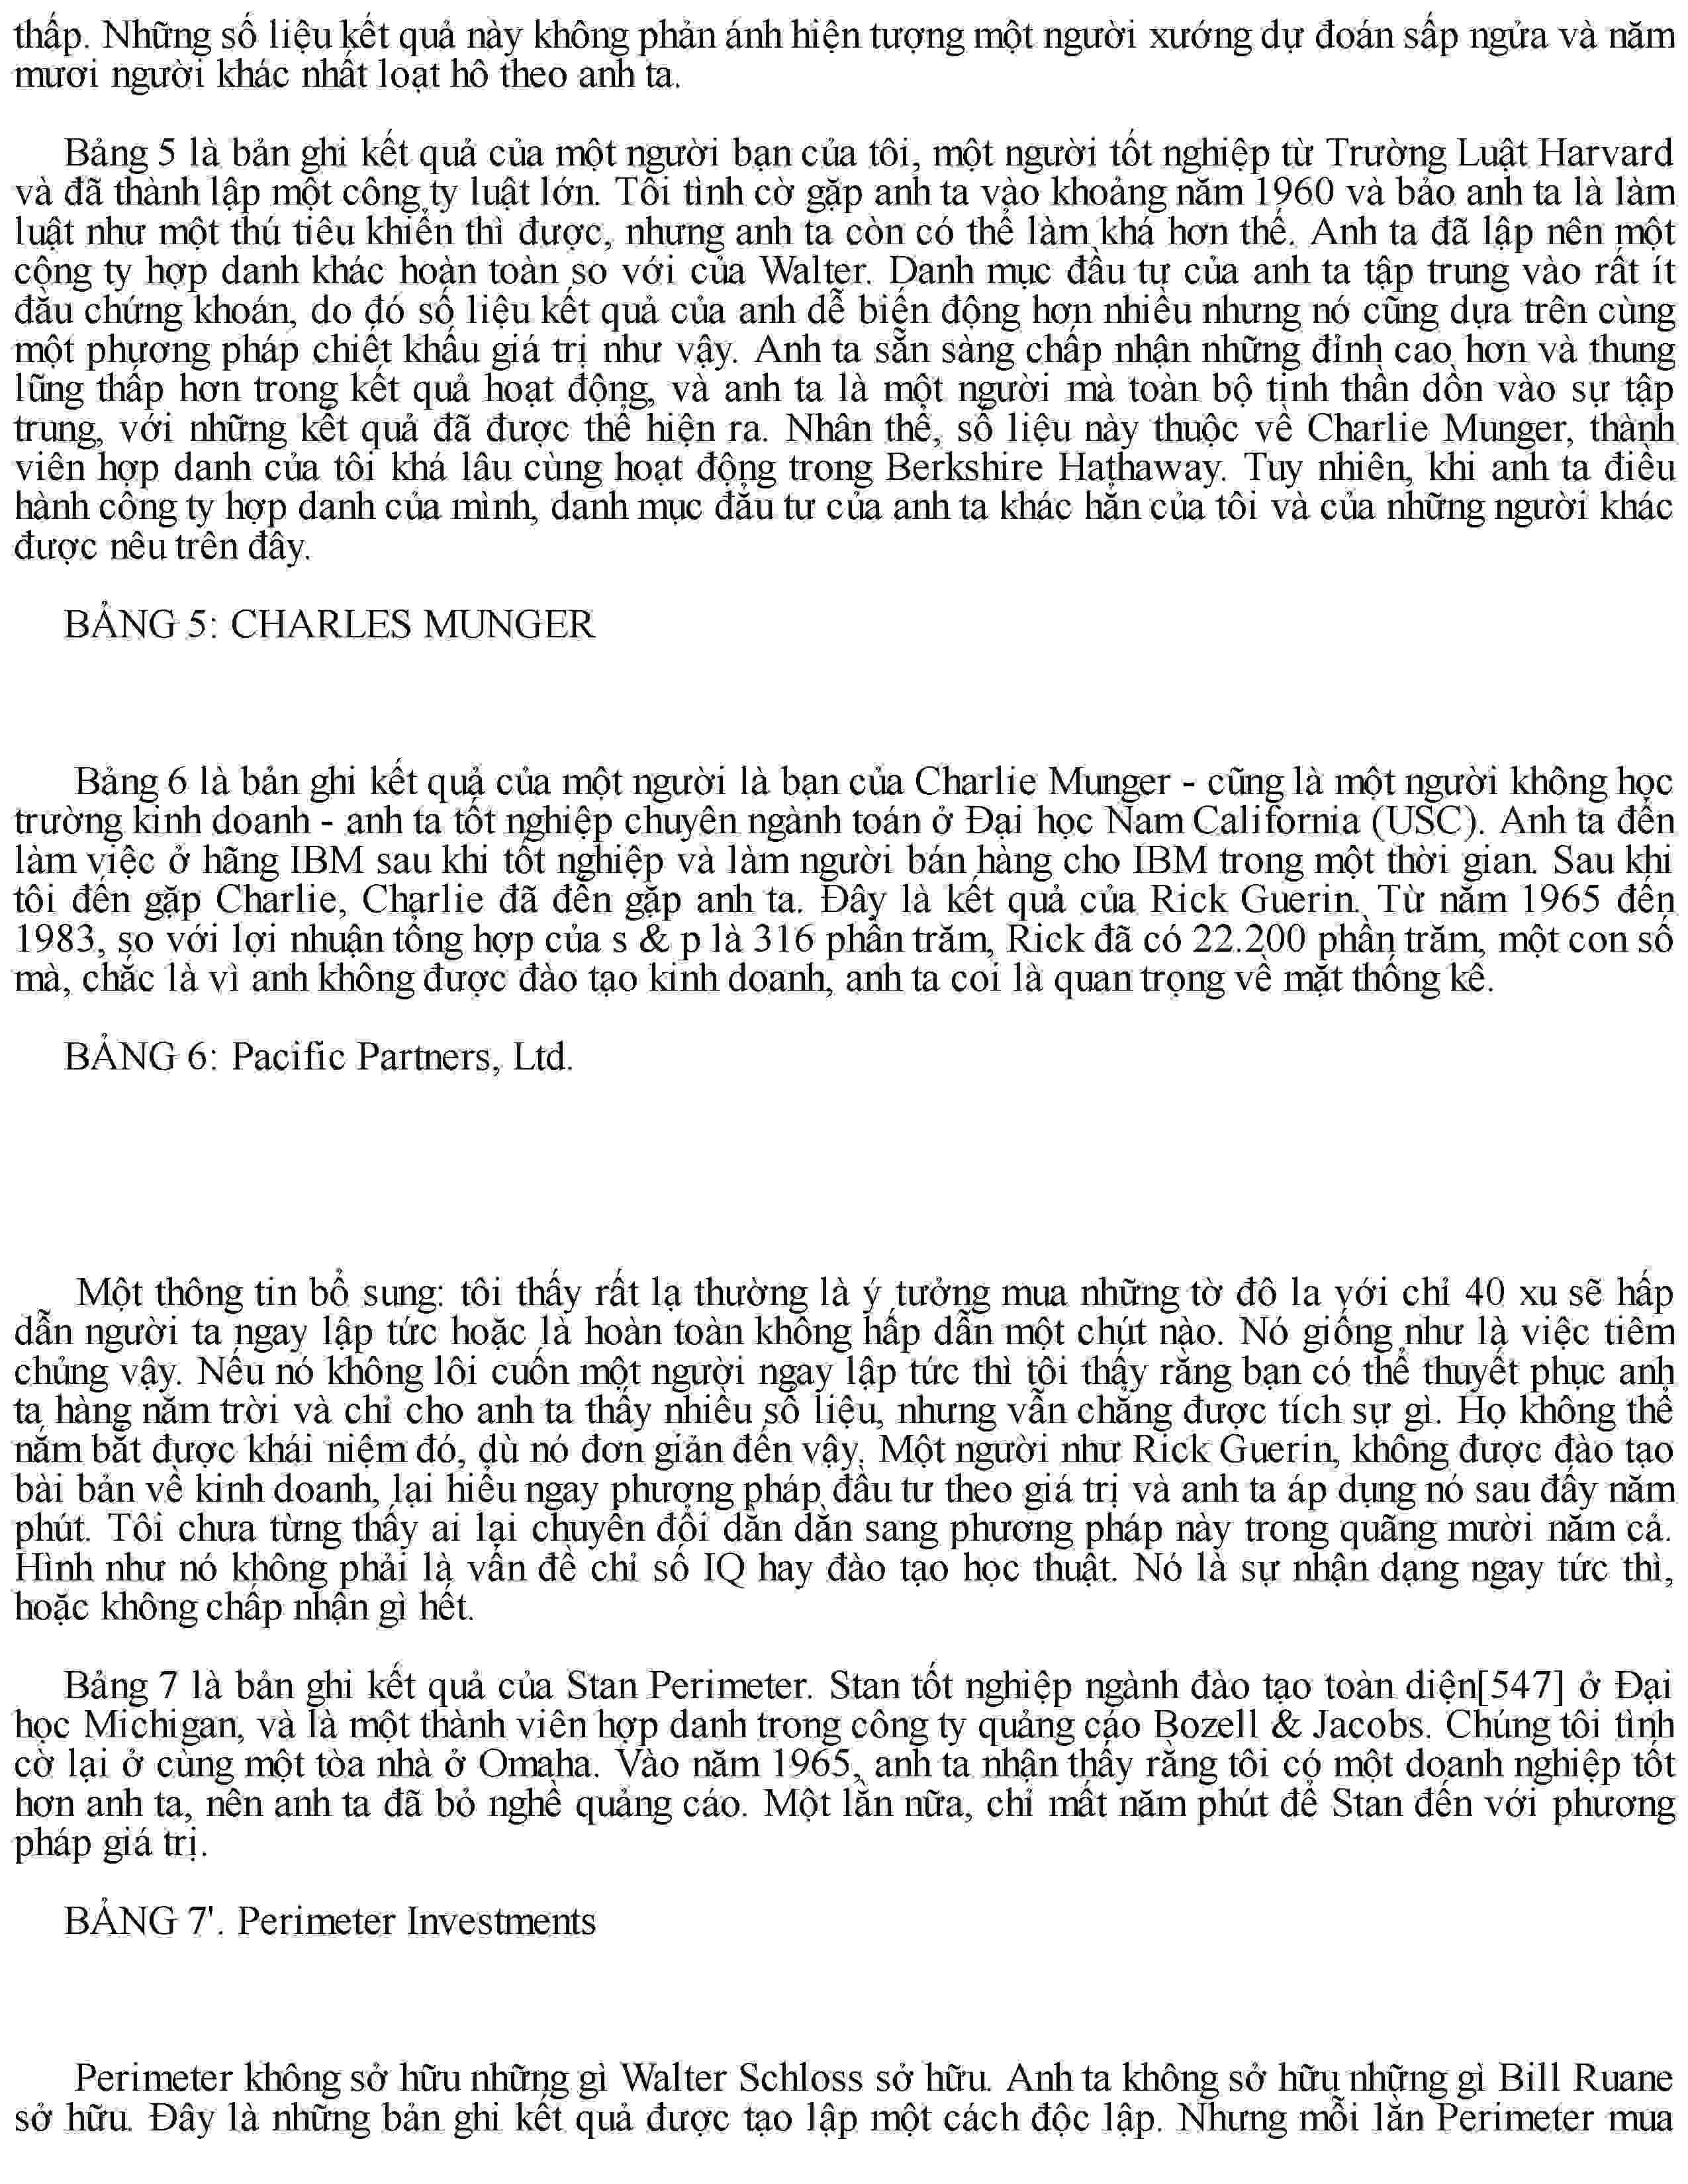 thấp. Những số liệu kết quả này không phản ánh hiện tượng một người xướng dự đoán sấp ngửa và năm
mươi người khác nhất loạt hô theo anh ta.
Bảng 5 là bản ghi kết quả của một người bạn của tôi, một người tốt nghiệp từ Trường Luật Harvard
và đã thành lập một công ty luật lớn. Tôi tình cờ gặp anh ta vào khoảng năm 1960 và bảo anh ta là làm
luật như một thú tiêu khiển thì được, nhưng anh ta còn có thể làm khá hơn thế. Anh ta đã lập nên một
công ty hợp danh khác hoàn toàn so với của Walter. Danh mục đầu tư của anh ta tập trung vào rất ít
đầu chứng khoán, do đó số liệu kết quả của anh dễ biến động hơn nhiều nhưng nó cũng dựa trên cùng
một phương pháp chiết khấu giá trị như vậy. Anh ta sẵn sàng chấp nhận những đỉnh cao hơn và thung
lũng thấp hơn trong kết quả hoạt động, và anh ta là một người mà toàn bộ tinh thần dồn vào sự tập
trung, với những kết quả đã được thể hiện ra. Nhân thể, số liệu này thuộc về Charlie Munger, thành
viên hợp danh của tôi khá lâu cùng hoạt động trong Berkshire Hathaway. Tuy nhiên, khi anh ta điều
hành công ty hợp danh của mình, danh mục đầu tư của anh ta khác hẳn của tôi và của những người khác
được nêu trên đây.
BẢNG 5: CHARLES MUNGER
Bảng 6 là bản ghi kết quả của một người là bạn của Charlie Munger - cũng là một người không học
trường kinh doanh - anh ta tốt nghiệp chuyên ngành toán ở Đại học Nam California (USC). Anh ta đến
làm việc ở hãng IBM sau khi tốt nghiệp và làm người bán hàng cho IBM trong một thời gian. Sau khi
tôi đến gặp Charlie, Charlie đã đến gặp anh ta. Đây là kết quả của Rick Guerin. Từ năm 1965 đến
1983, so với lợi nhuận tổng hợp của s & p là 316 phần trăm, Rick đã có 22.200 phần trăm, một con số
mà, chắc là vì anh không được đào tạo kinh doanh, anh ta coi là quan trọng về mặt thống kê.
BẢNG 6: Pacific Partners, Ltd.
Một thông tin bổ sung: tôi thấy rất lạ thường là ý tưởng mua những tờ đô la với chỉ 40 xu sẽ hấp
dẫn người ta ngay lập tức hoặc là hoàn toàn không hấp dẫn một chút nào. Nó giống như là việc tiêm
chủng vậy. Nếu nó không lôi cuốn một người ngay lập tức thì tôi thấy rằng bạn có thể thuyết phục anh
ta hàng năm trời và chỉ cho anh ta thấy nhiều số liệu, nhưng vẫn chẳng được tích sự gì. Họ không thể
nắm bắt được khái niệm đó, dù nó đơn giản đến vậy. Một người như Rick Guerin, không được đào tạo
bài bản về kinh doanh, lại hiểu ngay phương pháp đầu tư theo giá trị và anh ta áp dụng nó sau đấy năm
phút. Tôi chưa từng thấy ai lại chuyển đổi dần dần sang phương pháp này trong quãng mười năm cả.
Hình như nó không phải là vấn đề chỉ số IQ hay đào tạo học thuật. Nó là sự nhận dạng ngay tức thì,
hoặc không chấp nhận gì hết.
Bảng 7 là bản ghi kết quả của Stan Perimeter. Stan tốt nghiệp ngành đào tạo toàn diện[547] ở Đại
học Michigan, và là một thành viên hợp danh trong công ty quảng cáo Bozell & Jacobs. Chúng tôi tình
cờ lại ở cùng một tòa nhà ở Omaha. Vào năm 1965, anh ta nhận thấy rằng tôi có một doanh nghiệp tốt
hơn anh ta, nên anh ta đã bỏ nghề quảng cáo. Một lần nữa, chỉ mất năm phút để Stan đến với phương
pháp giá trị.
BẢNG 7'. Perimeter Investments
Perimeter không sở hữu những gì Walter Schloss sở hữu. Anh ta không sở hữu những gì Bill Ruane
sở hữu. Đây là những bản ghi kết quả được tạo lập một cách độc lập. Nhưng mỗi lần Perimeter mua